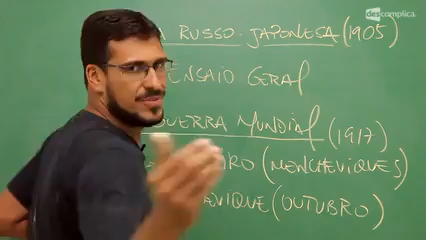 descomplica.
A RUSSO-JAPONESA (1905)
ENSAIO GERAL
GUERRA MUNDIAL (1917)
(MENCHEVIQUES)
(OUTUBRO)